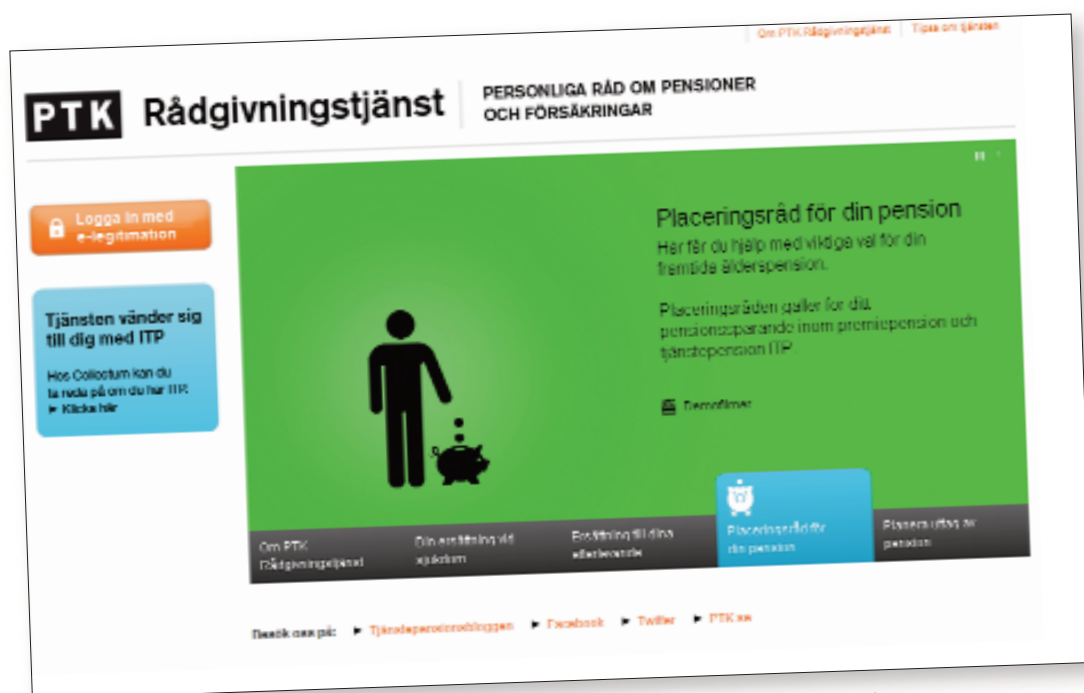 Om PTK Rådgivningstjänst Tipsa om tjänsten
PTK Rådgivningstjänst PERSONLIGA RÅD OM PENSIONER
OCH FÖRSÄKRINGAR
Logga in med
e-legitimation
Tjänsten vänder sig
till dig med ITP
Hos Collectum kan du
ta reda på om du har ITP.
► Klicka här
Placeringsråd för din pension
Här får du hjälp med viktiga val för din
framtida ålderspension.
Placeringsråden gäller för ditt
pensionssparande inom premiepension och
tjänstepension ITP.
Demofilmer
Om PTK
Rådgivningstjänst
Din ersättning vid
sjukdom
Ersättning till dina
efterlevande
Placeringsråd för
din pension
Planera uttag av
pension
Besök oss på: ► Tjänstepensionsbloggen ► Facebook ► Twitter ► PTK.se